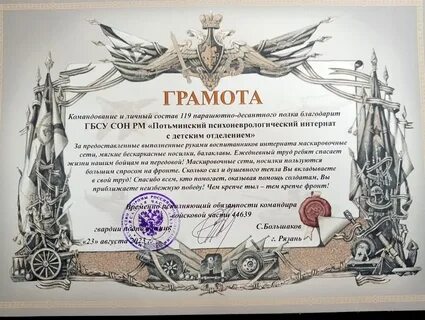 ГРАМОТА
Командование и личный состав 119 парашютно-десантного полка благодарит
ГБСУ СОН РМ «Потьминский психоневрологический интернат
с детским отделением»
За предоставленные выполненные руками воспитанников интерната маскировочные
сети, мягкие бескаркасные носилки, балаклавы. Ежедневный труд ребят спасает
жизни нашим бойцам на передовой! Маскировочные сети, носилки пользуются
большим спросом на фронте. Сколько сил и душевного тепла Вы вкладываете
в свой труд! Спасибо всем, кто помогает, оказывая помощь солдатам, Вы
приближаете неизбежную победу! Чем крепче тыл – тем крепче фронт!
Временно исполняющий обязанности командира
войсковой части 44639
гвардии
С.Большаков
«23» августа
г. Рязань